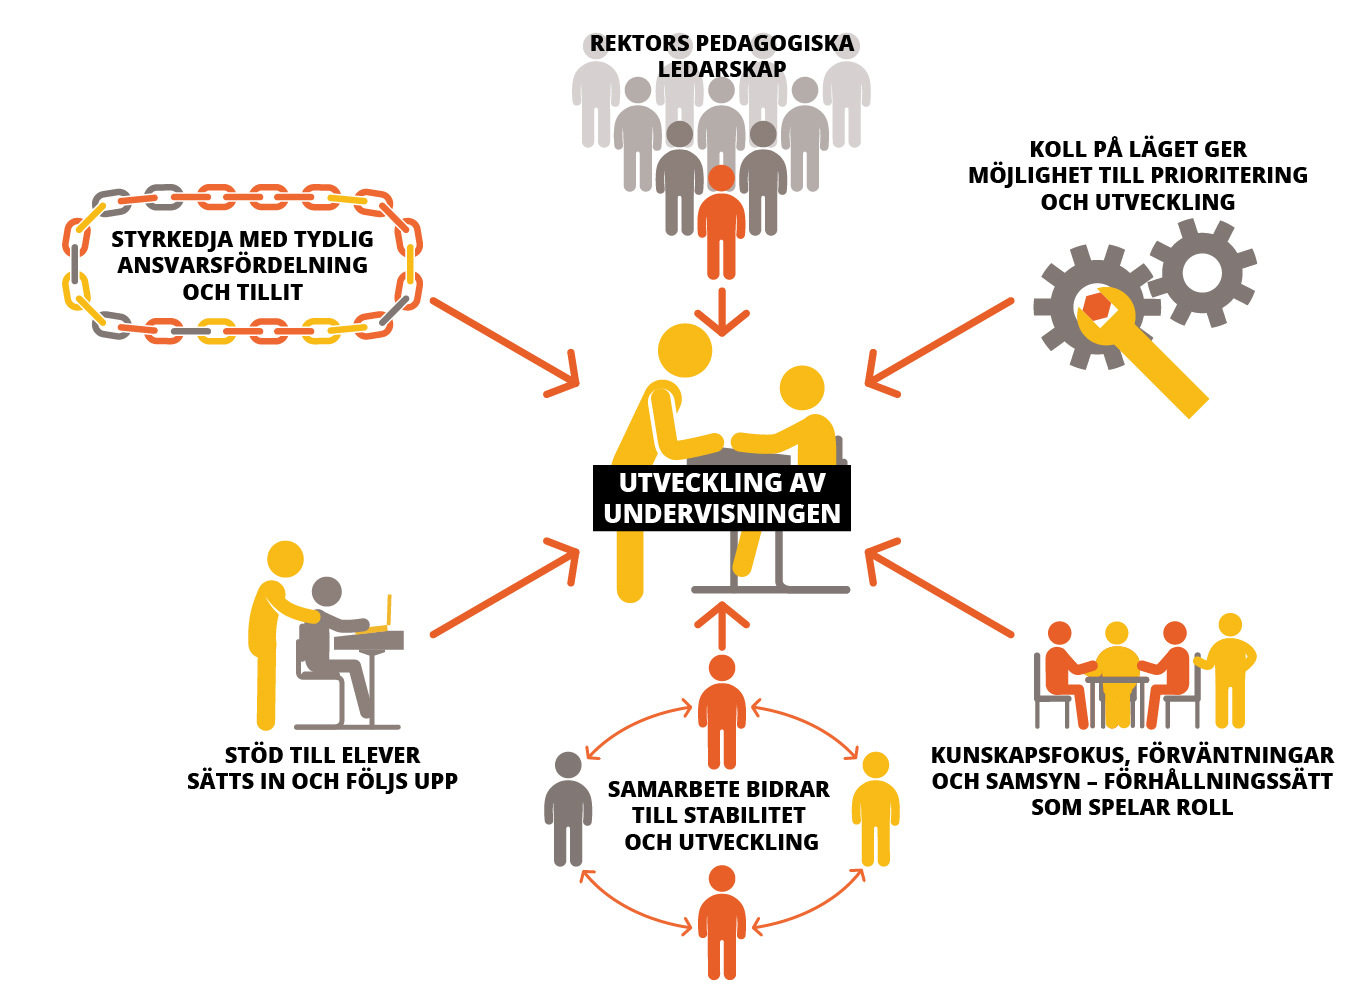 REKTORS PEDAGOGISKA
LEDARSKAP
KOLL PÅ LÄGET GER
MÖJLIGHET TILL PRIORITERING
OCH UTVECKLING
STYRKEDJA MED TYDLIG
ANSVARSFÖRDELNING
OCH TILLIT
UTVECKLING AV
UNDERVISNINGEN
STÖD TILL ELEVER
SÄTTS IN OCH FÖLJS UPP
SAMARBETE BIDRAR
TILL STABILITET
OCH UTVECKLING
KUNSKAPSFOKUS, FÖRVÄNTNINGAR
OCH SAMSYN – FÖRHÅLLNINGSSÄTT
SOM SPELAR ROLL